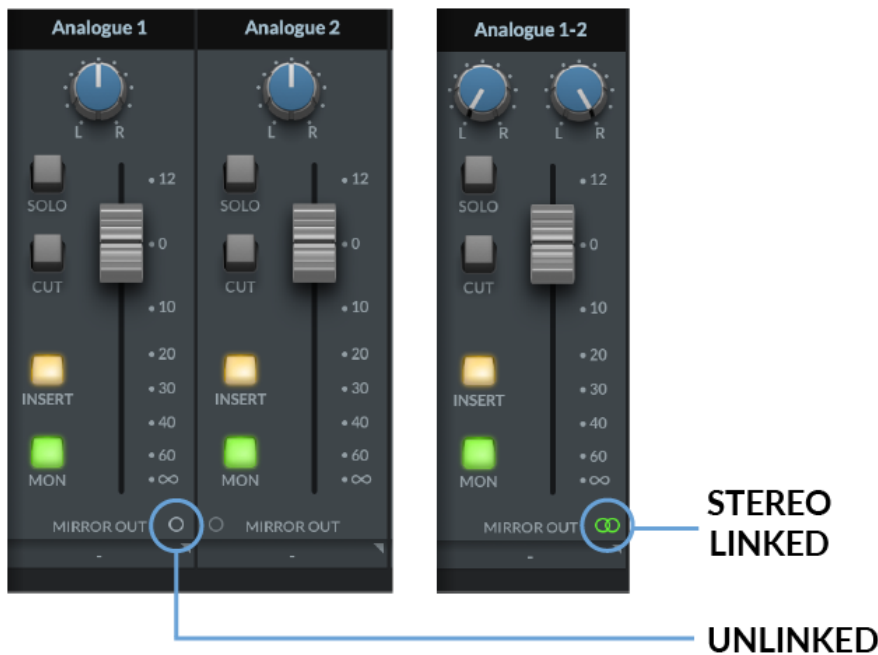 Analogue 1
L R
SOLO
CUT
INSERT
MON
12
0
10
20
30
40
60
∞
MIRROR OUT
-
Analogue 2
L R
SOLO
CUT
INSERT
MON
12
0
10
20
30
40
60
∞
MIRROR OUT
-
Analogue 1-2
L R L R
SOLO
CUT
INSERT
MON
12
0
10
20
30
40
60
∞
MIRROR OUT
-
STEREO
LINKED
UNLINKED